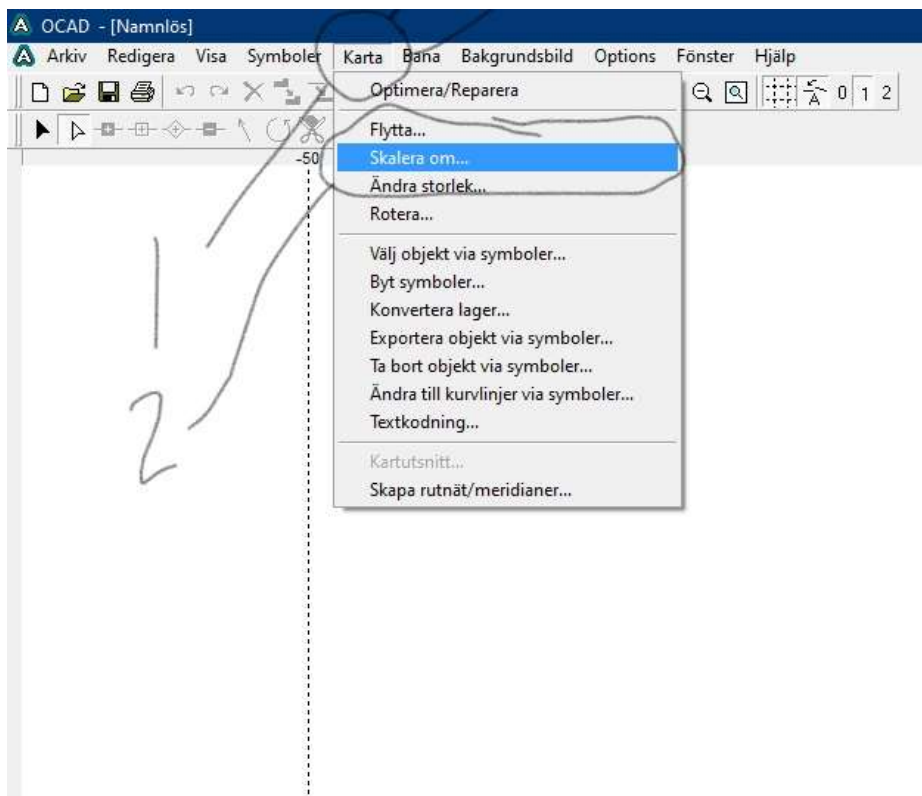 OCAD - [Namnlös]
Arkiv Redigera Visa Symboler Karta Bana Bakgrundsbild Options Fönster Hjälp
0 1 2
-50
Optimera/Reparera
Flytta...
Skalera om...
Ändra storlek...
Rotera...
Välj objekt via symboler...
Byt symboler...
Konvertera lager...
Exportera objekt via symboler...
Ta bort objekt via symboler...
Ändra till kurvlinjer via symboler...
Textkodning...
Kartutsnitt...
Skapa rutnät/meridianer...
1
2